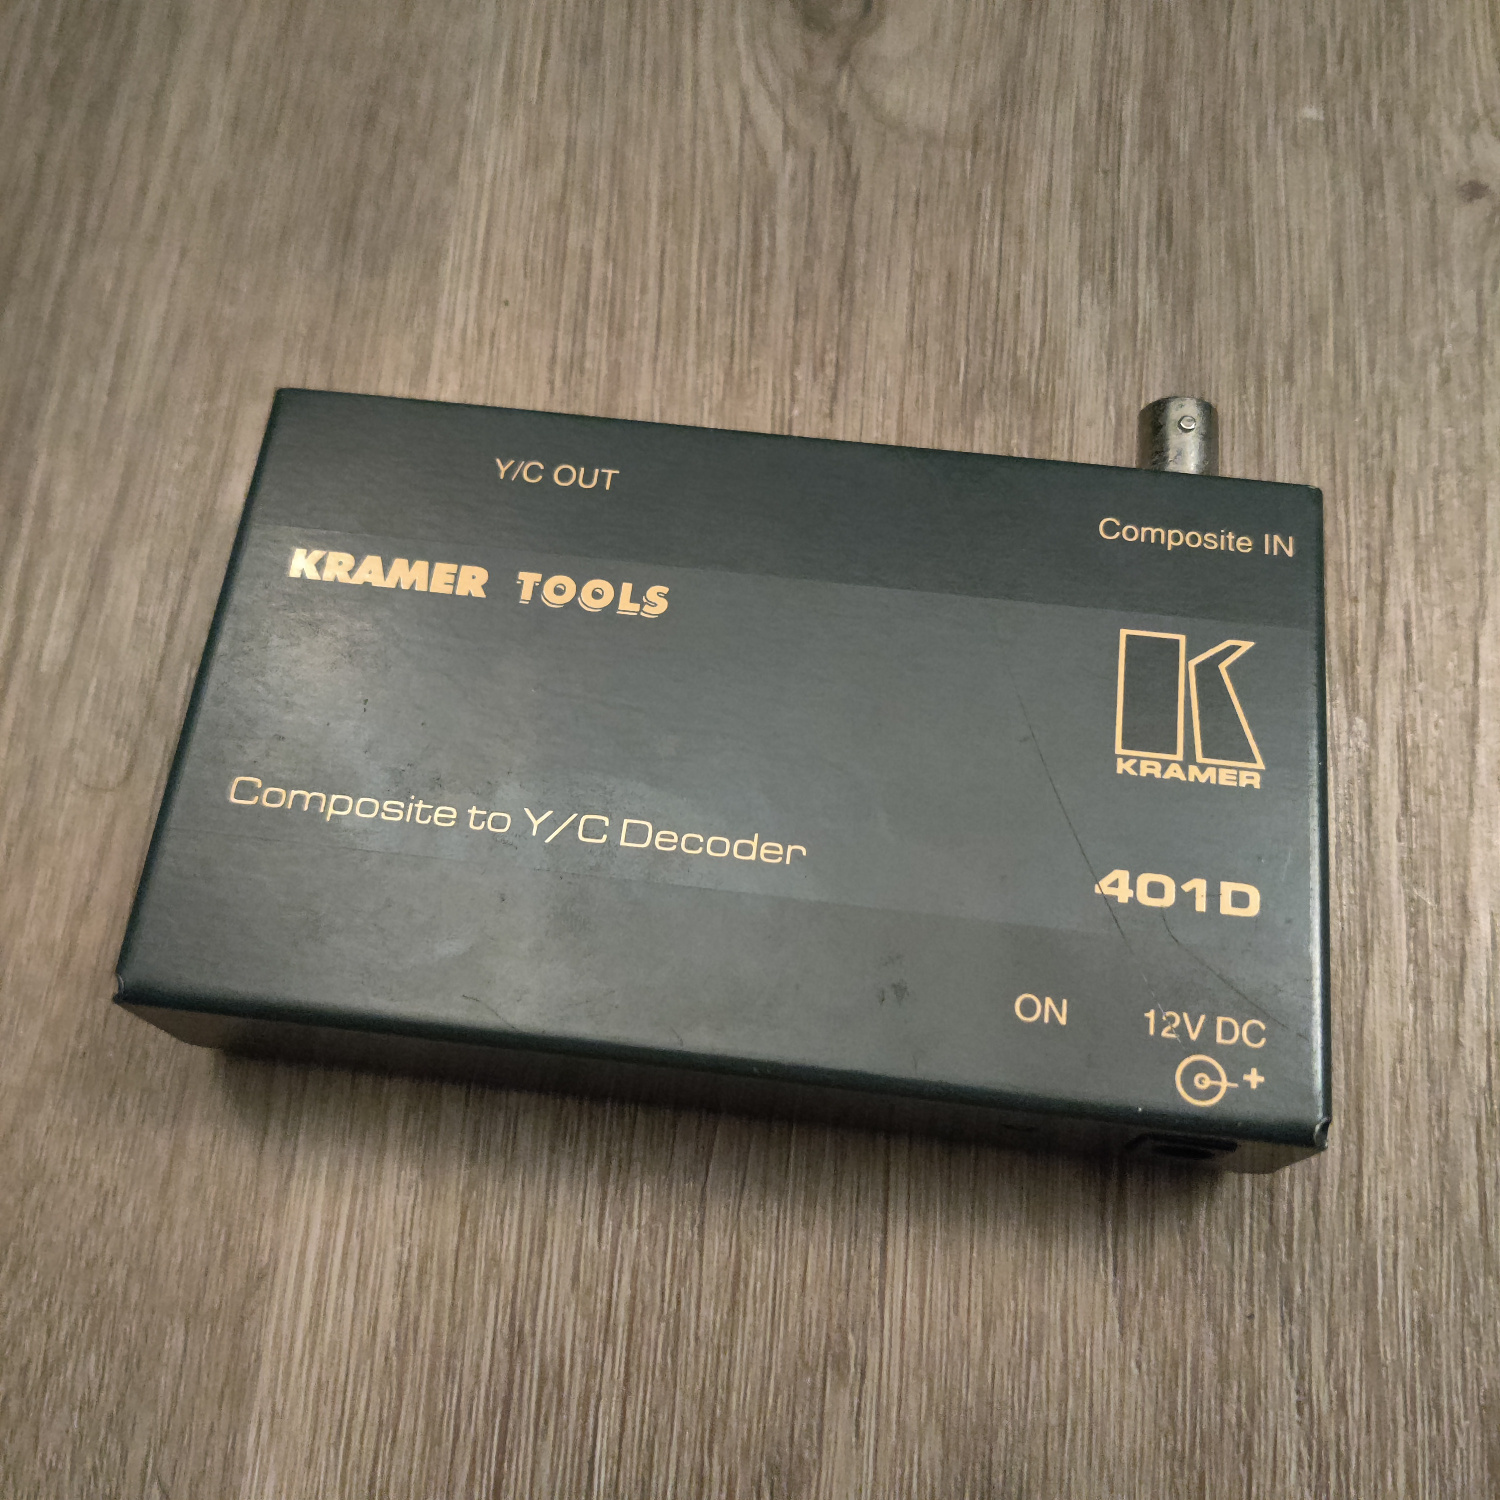 Y/C OUT
Composite IN
KRAMER TOOLS
KRAMER
Composite to Y/C Decoder
401D
ON
12V DC
+